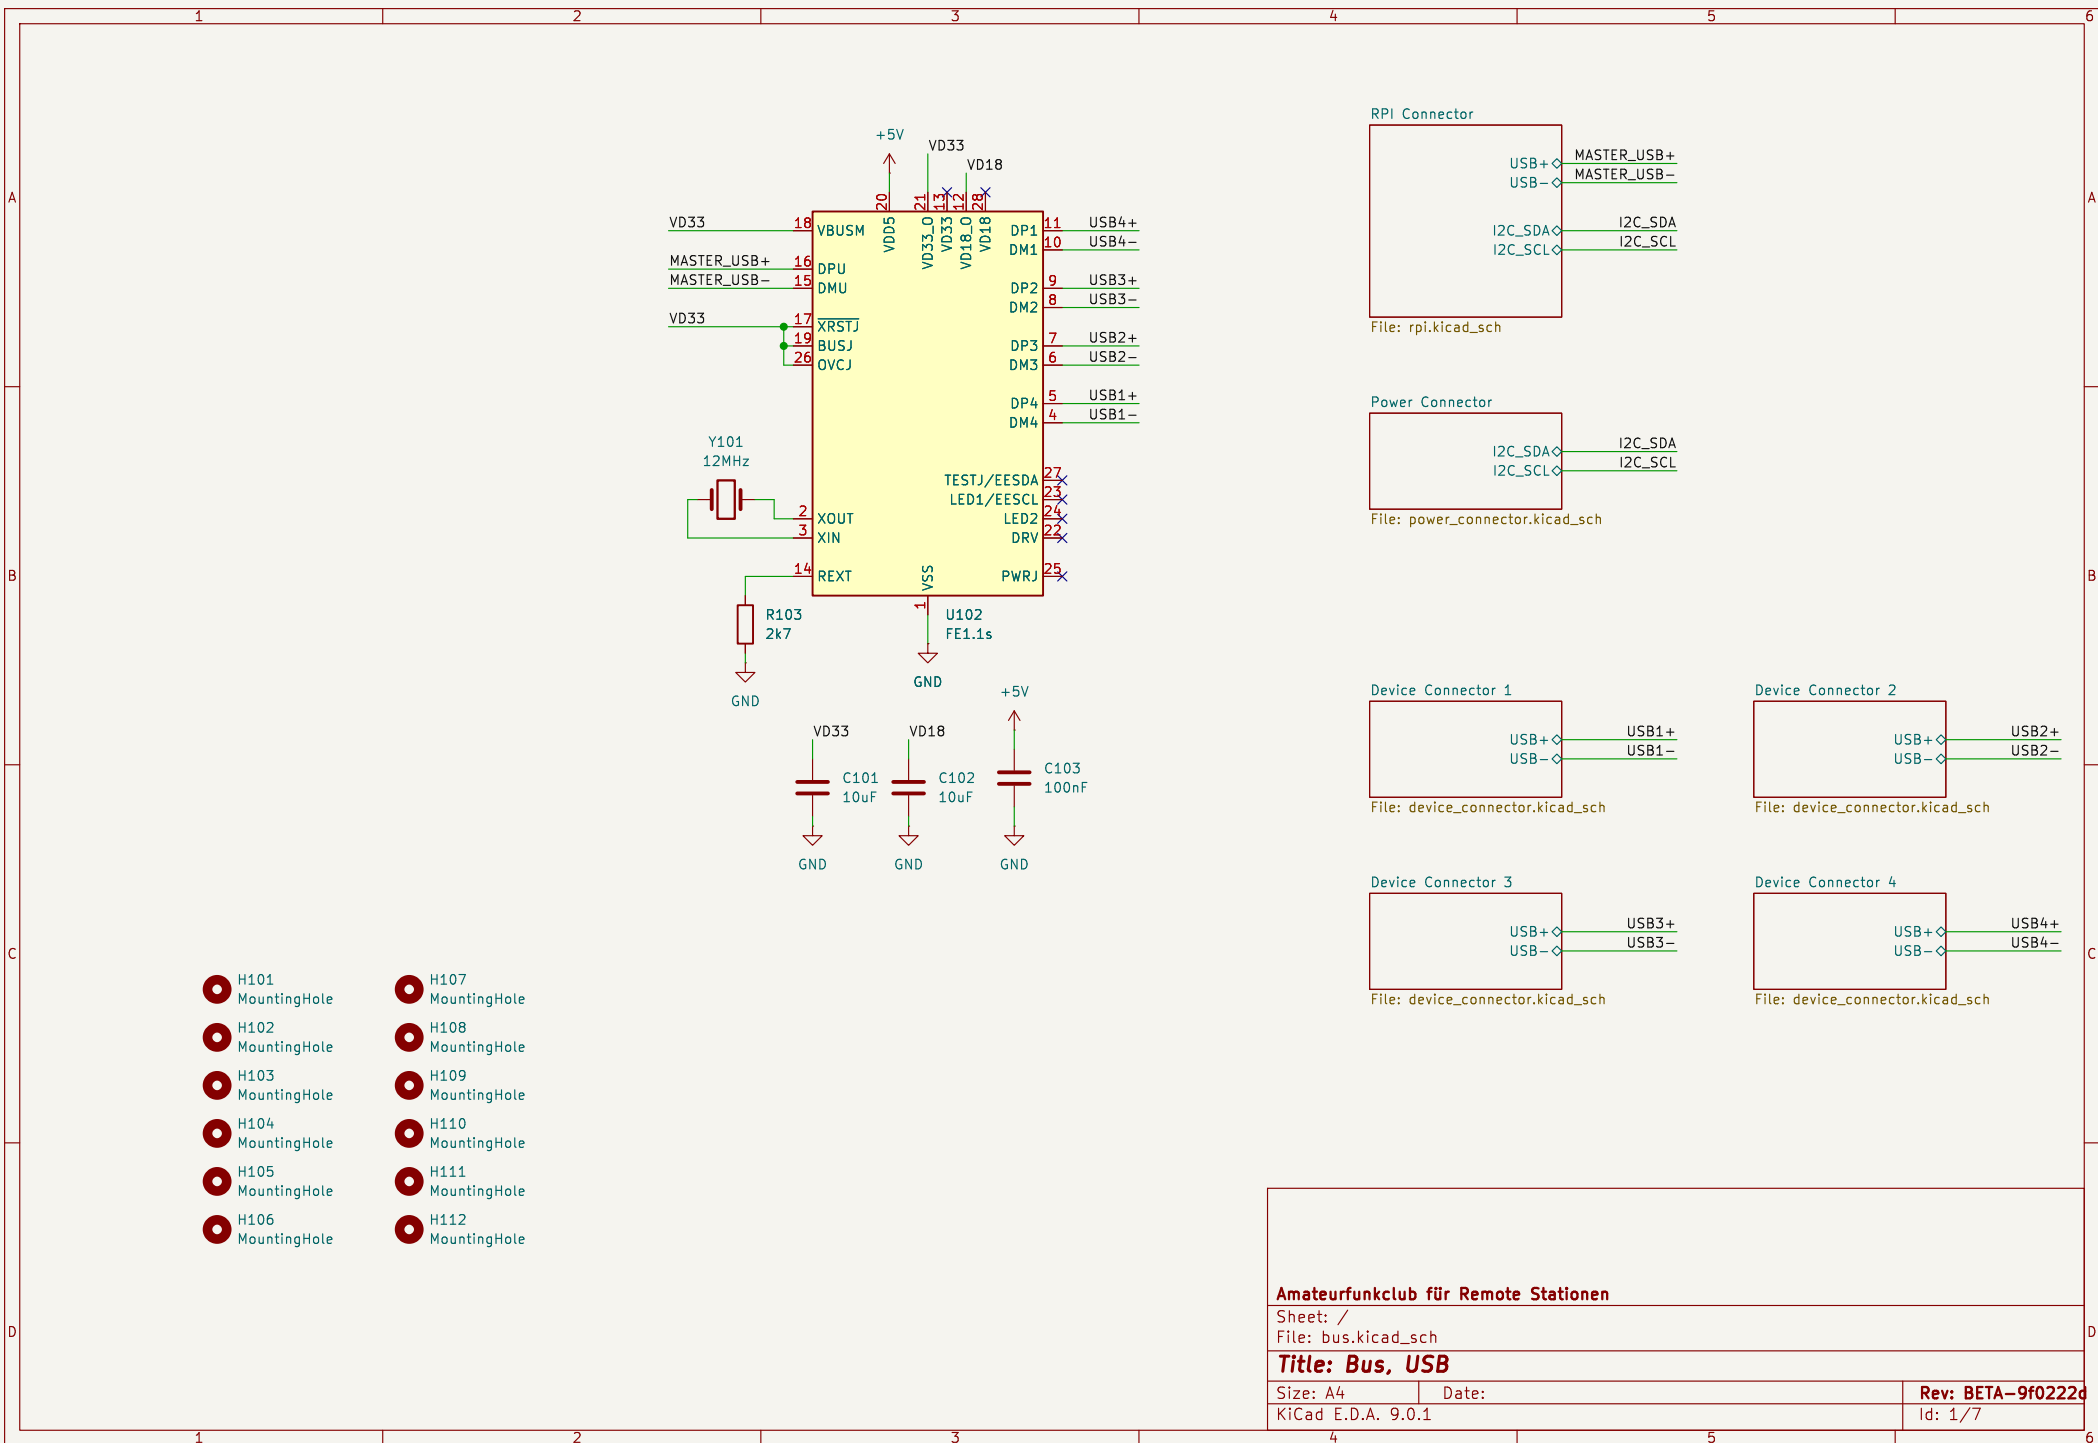 1 2 3 4 5 6
A
B
C
D
A
B
C
D
1 2 3 4 5 6
+5V
VD33
VD18
20
21
13
12
28
VDD5
VD33_O
VD33
VD18_O
VD18
VD33
18 VBUSM
MASTER_USB+
16 DPU
MASTER_USB-
15 DMU
VD33
17 XRSTJ
19 BUSJ
26 OVCJ
Y101
12MHz
2 XOUT
3 XIN
14 REXT
R103
2k7
GND
DP1 11 USB4+
DM1 10 USB4-
DP2 9 USB3+
DM2 8 USB3-
DP3 7 USB2+
DM3 6 USB2-
DP4 5 USB1+
DM4 4 USB1-
TESTJ/EESDA 27
LED1/EESCL 23
LED2 24
DRV 22
PWRJ 25
VSS
1
U102
FE1.1s
GND
VD33
C101
10uF
GND
VD18
C102
10uF
GND
+5V
C103
100nF
GND
RPI Connector
USB+ MASTER_USB+
USB- MASTER_USB-
I2C_SDA I2C_SDA
I2C_SCL I2C_SCL
File: rpi.kicad_sch
Power Connector
I2C_SDA I2C_SDA
I2C_SCL I2C_SCL
File: power_connector.kicad_sch
Device Connector 1
USB+ USB1+
USB- USB1-
File: device_connector.kicad_sch
Device Connector 2
USB+ USB2+
USB- USB2-
File: device_connector.kicad_sch
Device Connector 3
USB+ USB3+
USB- USB3-
File: device_connector.kicad_sch
Device Connector 4
USB+ USB4+
USB- USB4-
File: device_connector.kicad_sch
H101
MountingHole
H102
MountingHole
H103
MountingHole
H104
MountingHole
H105
MountingHole
H106
MountingHole
H107
MountingHole
H108
MountingHole
H109
MountingHole
H110
MountingHole
H111
MountingHole
H112
MountingHole
Amateurfunkclub für Remote Stationen
Sheet: /
File: bus.kicad_sch
Title: Bus, USB
Size: A4 Date: Rev: BETA-9f0222d
KiCad E.D.A. 9.0.1 Id: 1/7